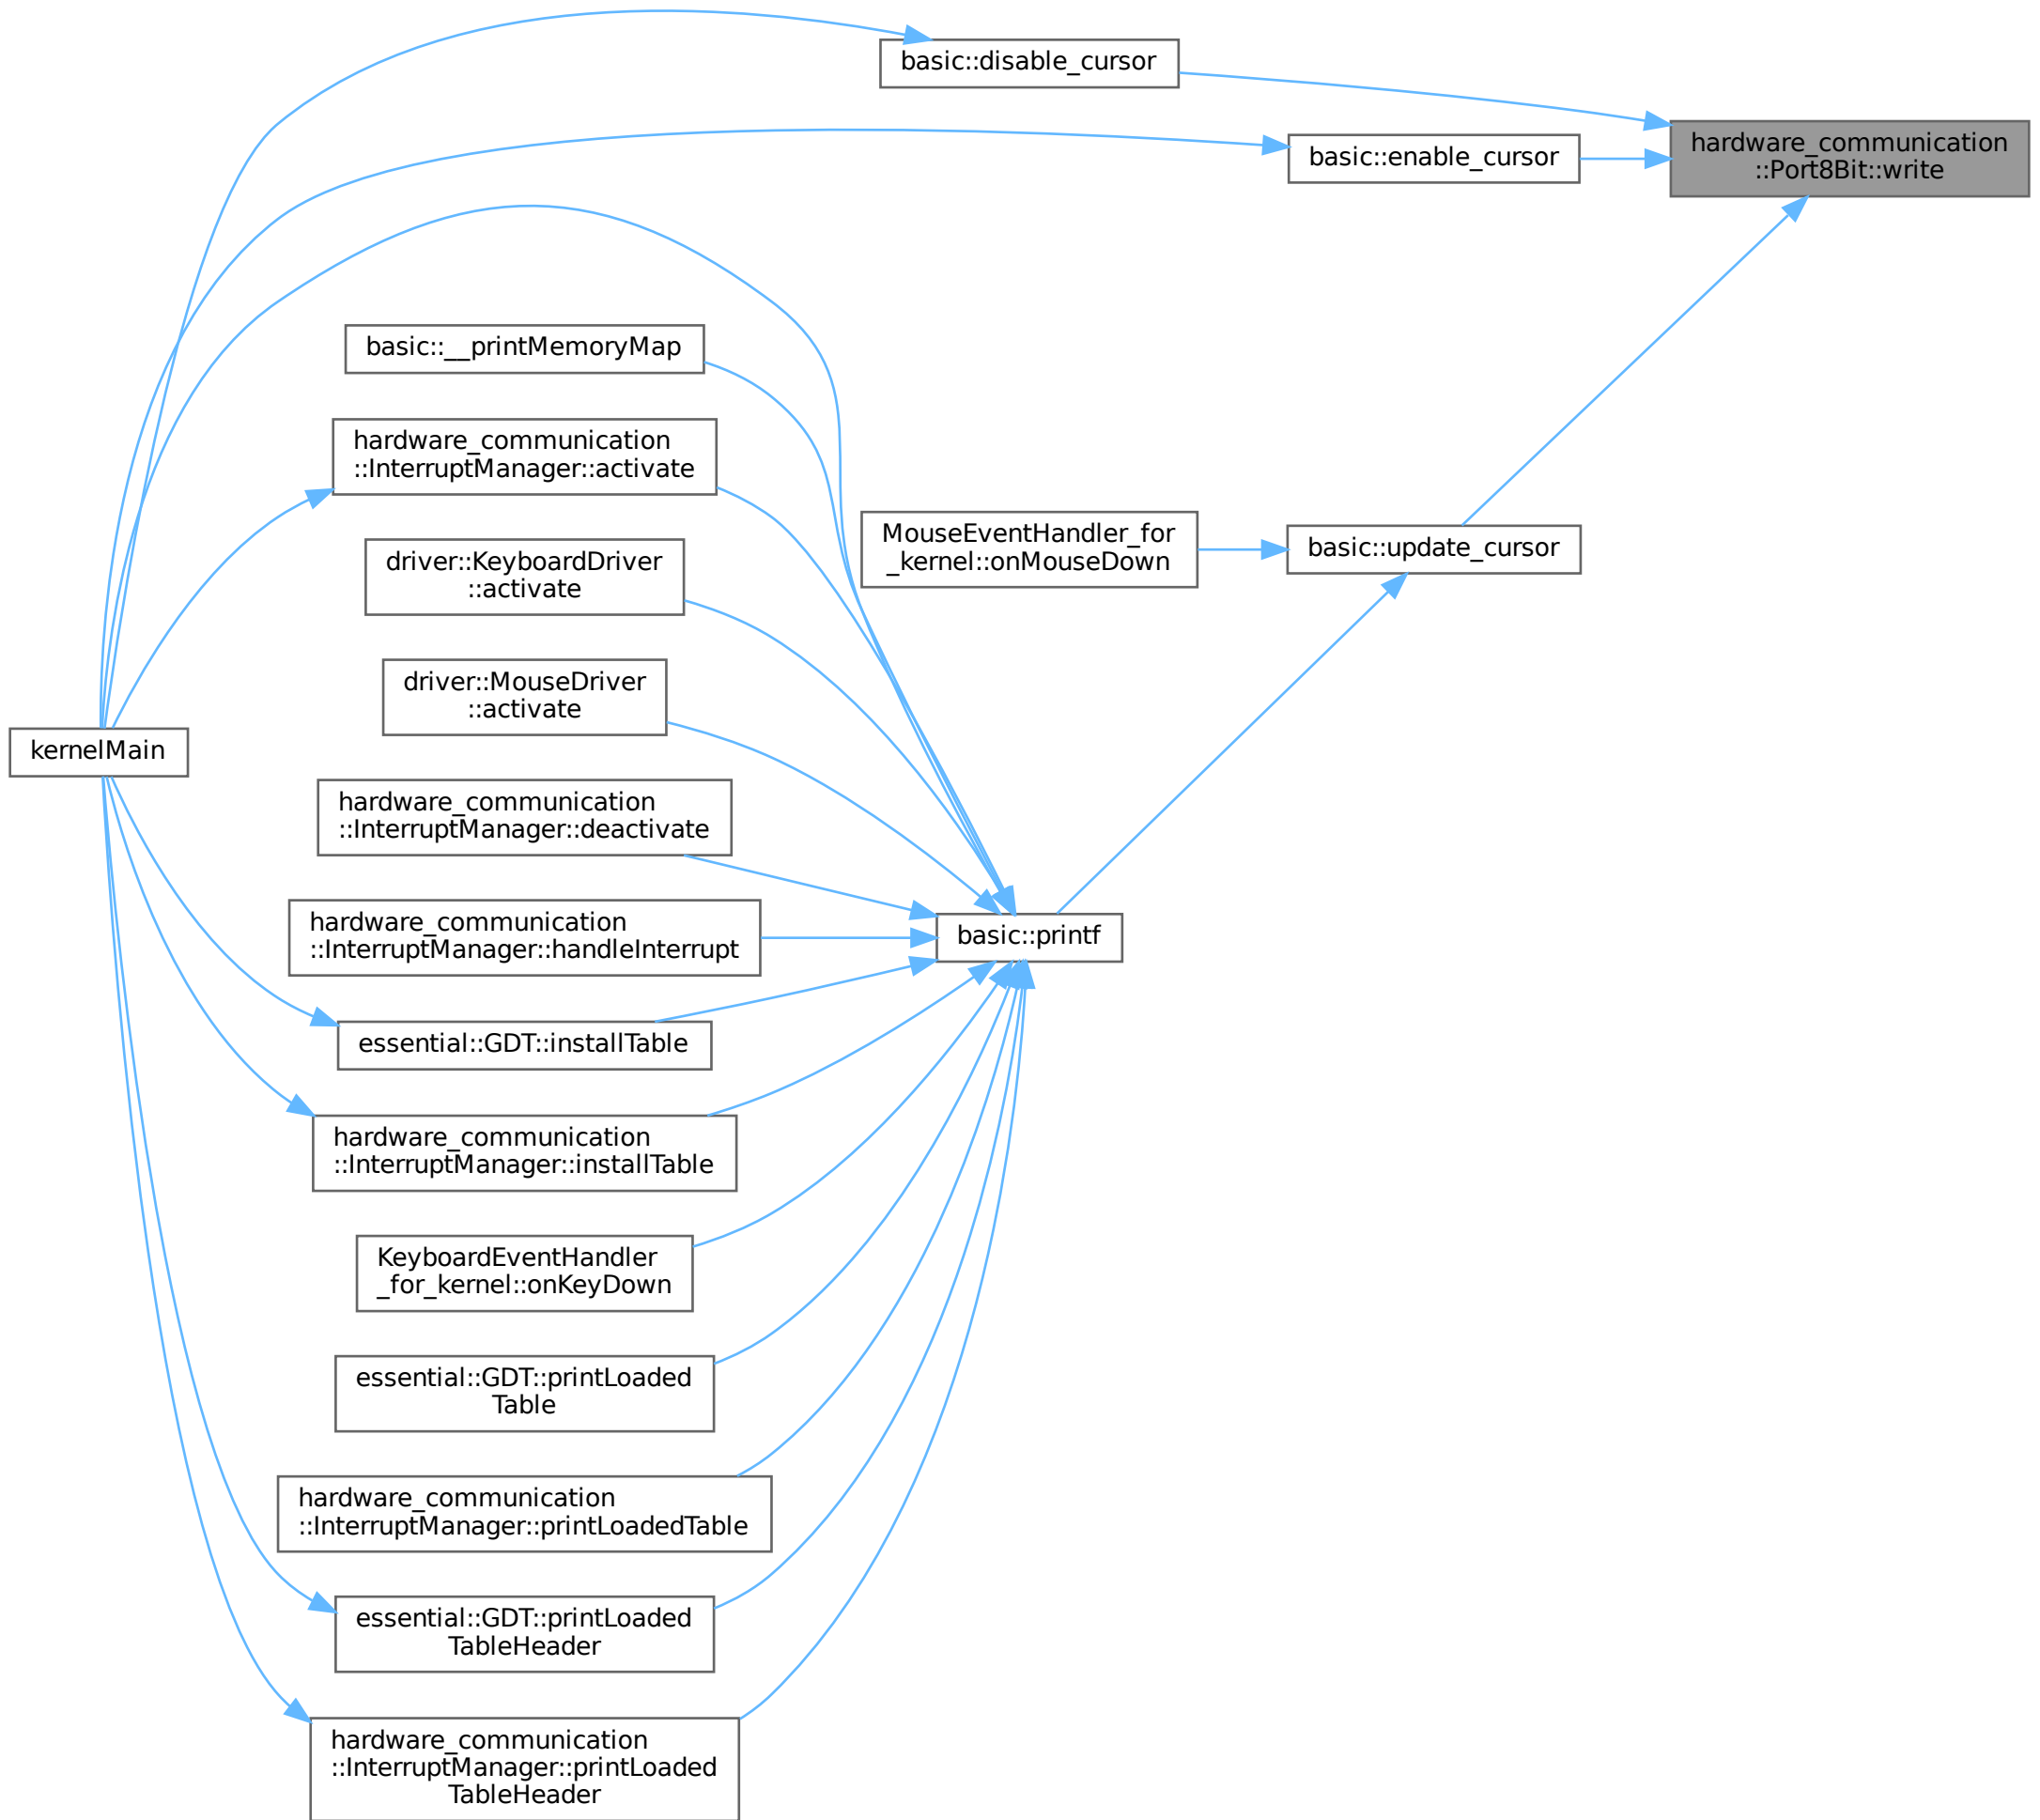 basic::disable_cursor
hardware_communication
::Port8Bit::write
basic::enable_cursor
basic::__printMemoryMap
hardware_communication
::InterruptManager::activate
MouseEventHandler_for
_kernel::onMouseDown
basic::update_cursor
driver::KeyboardDriver
::activate
driver::MouseDriver
::activate
kernelMain
hardware_communication
::InterruptManager::deactivate
hardware_communication
::InterruptManager::handleInterrupt
basic::printf
essential::GDT::installTable
hardware_communication
::InterruptManager::installTable
KeyboardEventHandler
_for_kernel::onKeyDown
essential::GDT::printLoaded
Table
hardware_communication
::InterruptManager::printLoadedTable
essential::GDT::printLoaded
TableHeader
hardware_communication
::InterruptManager::printLoaded
TableHeader